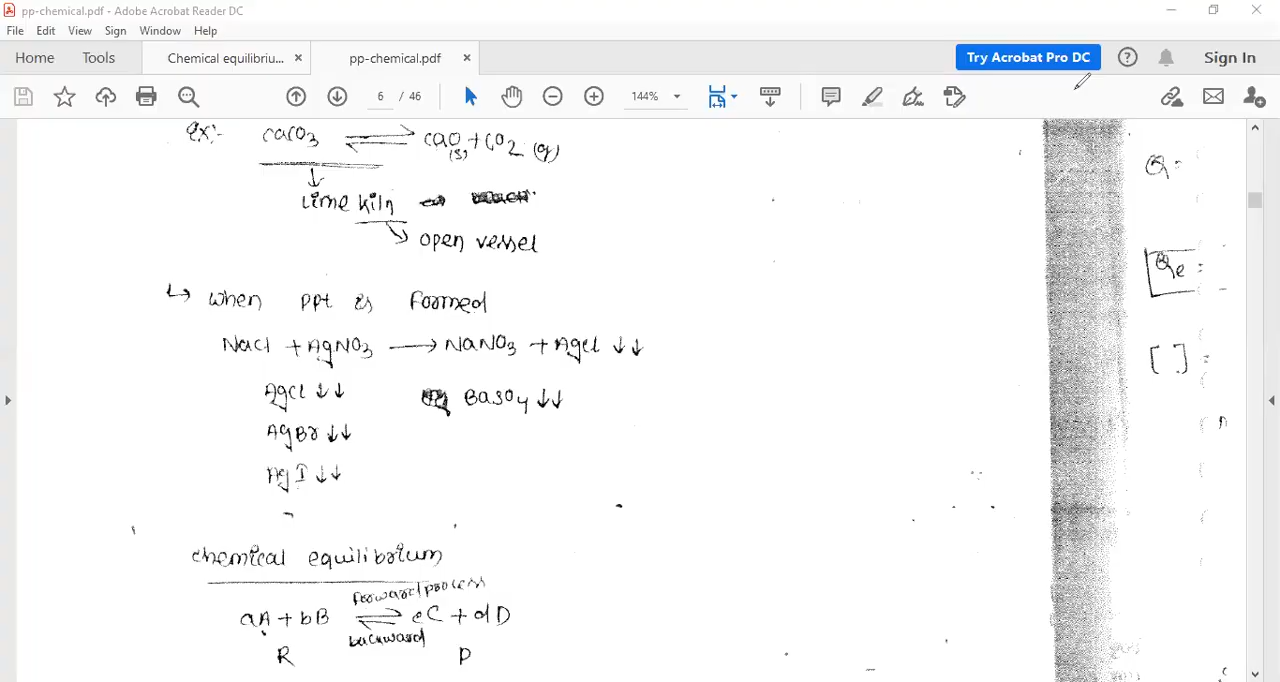 pp-chemical.pdf - Adobe Acrobat Reader DC
File Edit View Sign Window Help
Home Tools Chemical equilibriu... × pp-chemical.pdf × Try Acrobat Pro DC Sign In
6 / 46 144%
Ex:- CaCO3 ⇌ CaO(s) + CO2 (g)
↓
Lime kiln
↘ open vessel
↳ when ppt is formed
NaCl + AgNO3 → NaNO3 + AgCl ↓↓
AgCl ↓↓ BaSO4 ↓↓
AgBr ↓↓
AgI ↓↓
chemical equilibrium
forward process
aA + bB ⇌ cC + dD
backward
R P
Q =
Qe =
[ ] =